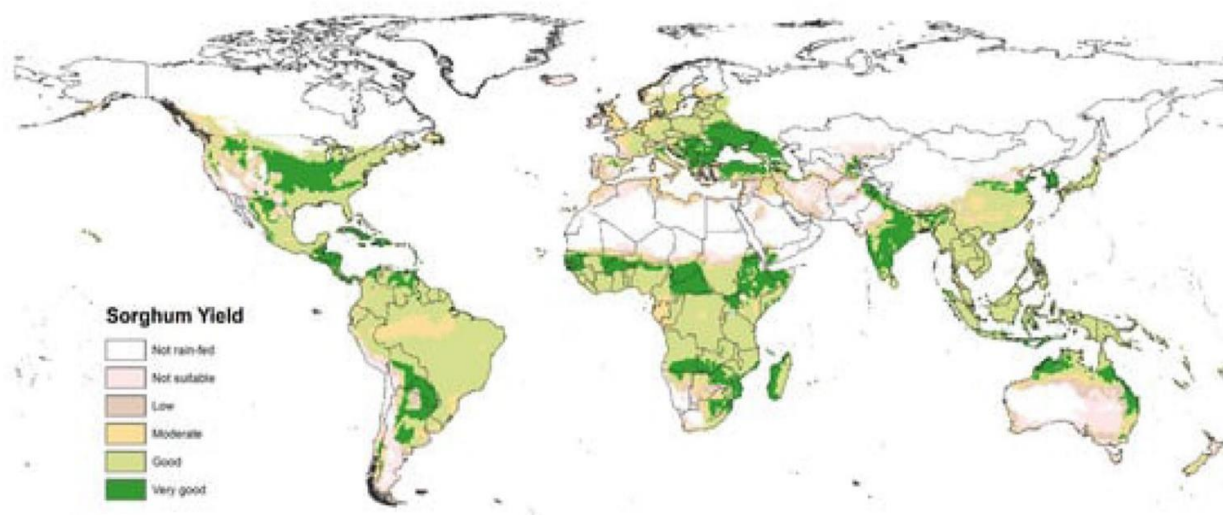 Sorghum Yield
Not rain-fed
Not suitable
Low
Moderate
Good
Very good